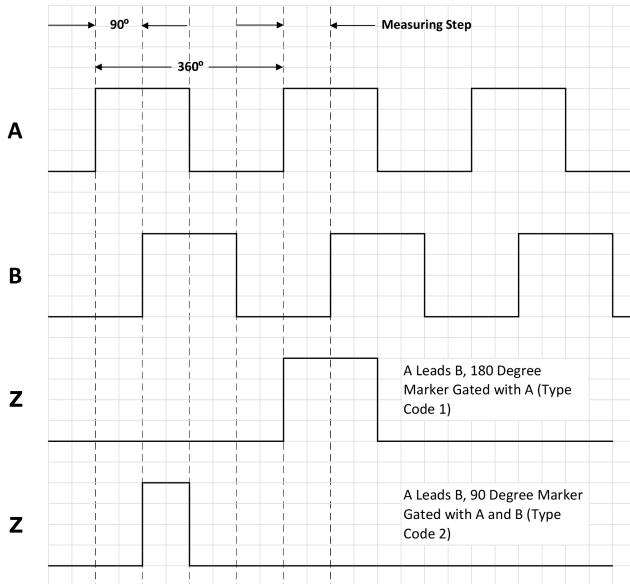 90º
Measuring Step
360º
A
B
A Leads B, 180 Degree
Marker Gated with A (Type
Code 1)
Z
A Leads B, 90 Degree Marker
Gated with A and B (Type
Code 2)
Z